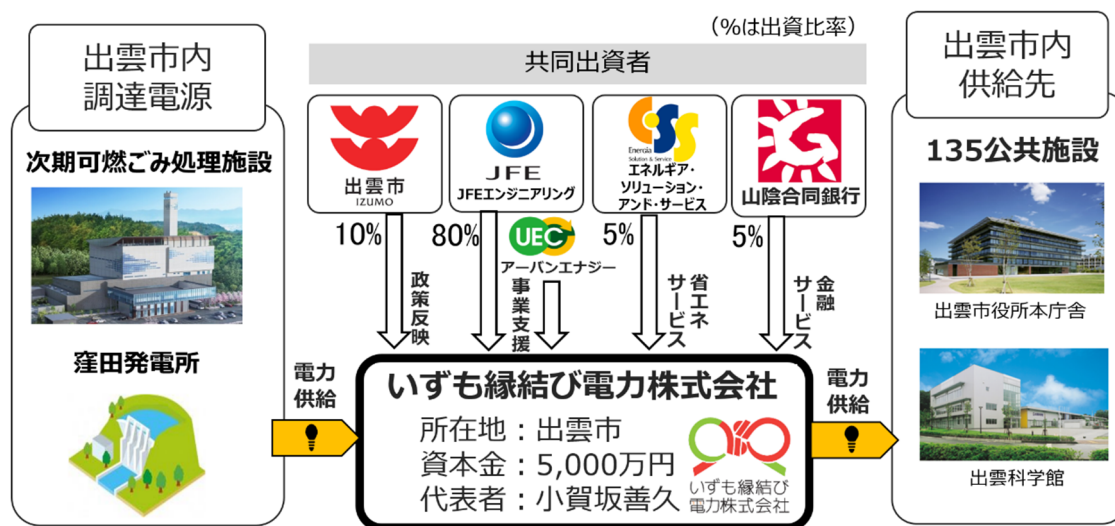 (%は出資比率)
出雲市内
調達電源
次期可燃ごみ処理施設
窪田発電所
共同出資者
出雲市
IZUMO
JFE
JFEエンジニアリング
Energia
Solution & Service
ESS
エネルギア・
ソリューション・
アンド・サービス
山陰合同銀行
10%
80%
UEC
アーバンエナジー
5%
5%
政策反映
事業支援
省エネ
サービス
金融
サービス
電力
供給
いずも縁結び電力株式会社
所在地：出雲市
資本金：5,000万円
代表者：小賀坂善久
いずも縁結び
電力株式会社
電力
供給
出雲市内
供給先
135公共施設
出雲市役所本庁舎
出雲科学館